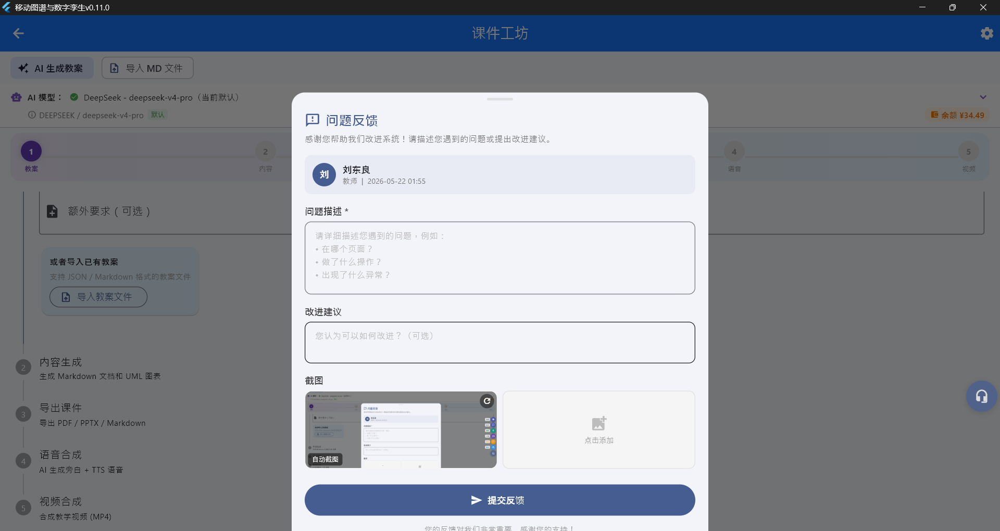 移动图谱与数字孪生v0.11.0
课件工坊
AI 生成教案
导入 MD 文件
AI 模型： DeepSeek - deepseek-v4-pro（当前默认）
DEEPSEEK / deepseek-v4-pro 默认
余额 ¥34.49
1
教案
2
内容
4
语音
5
视频
额外要求（可选）
或者导入已有教案
支持 JSON / Markdown 格式的教案文件
导入教案文件
2
内容生成
生成 Markdown 文档和 UML 图表
3
导出课件
导出 PDF / PPTX / Markdown
4
语音合成
AI 生成旁白 + TTS 语音
5
视频合成
合成教学视频 (MP4)
问题反馈
感谢您帮助我们改进系统！请描述您遇到的问题或提出改进建议。
刘
刘东良
教师 | 2026-05-22 01:55
问题描述 *
请详细描述您遇到的问题，例如：
• 在哪个页面？
• 做了什么操作？
• 出现了什么异常？
改进建议
您认为可以如何改进？（可选）
截图
问题反馈
自动截图
点击添加
提交反馈
您的反馈对我们非常重要，感谢您的支持！